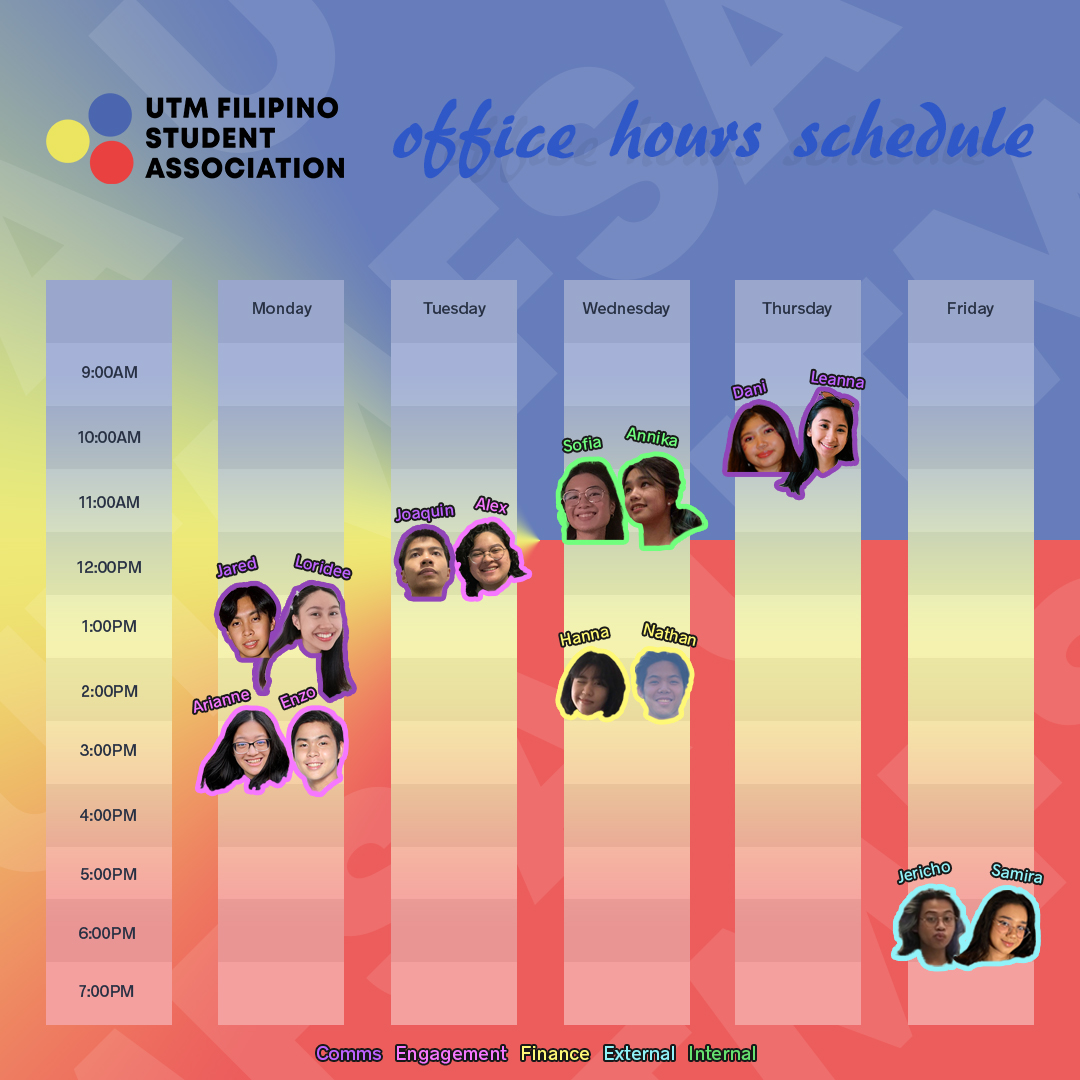 UTM FILIPINO
STUDENT
ASSOCIATION
office hours schedule
Monday
Tuesday
Wednesday
Thursday
Friday
9:00AM
Dani
Leanna
10:00AM
Sofia
Annika
11:00AM
Joaquin
Alex
12:00PM
Jared
Loridee
1:00PM
Hanna
Nathan
2:00PM
Arianne
Enzo
3:00PM
4:00PM
5:00PM
Jericho
Samira
6:00PM
7:00PM
Comms Engagement Finance External Internal